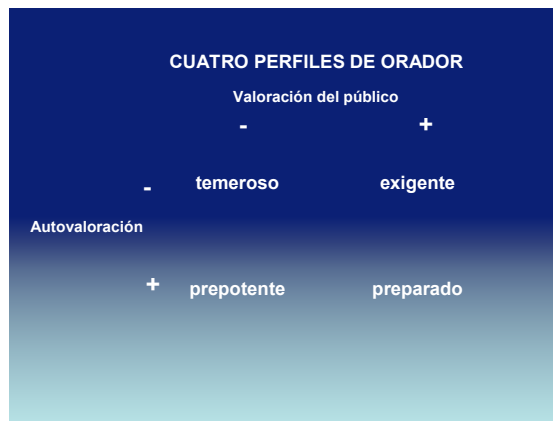 CUATRO PERFILES DE ORADOR
Valoración del público
- +
- temeroso exigente
Autovaloración
+ prepotente preparado